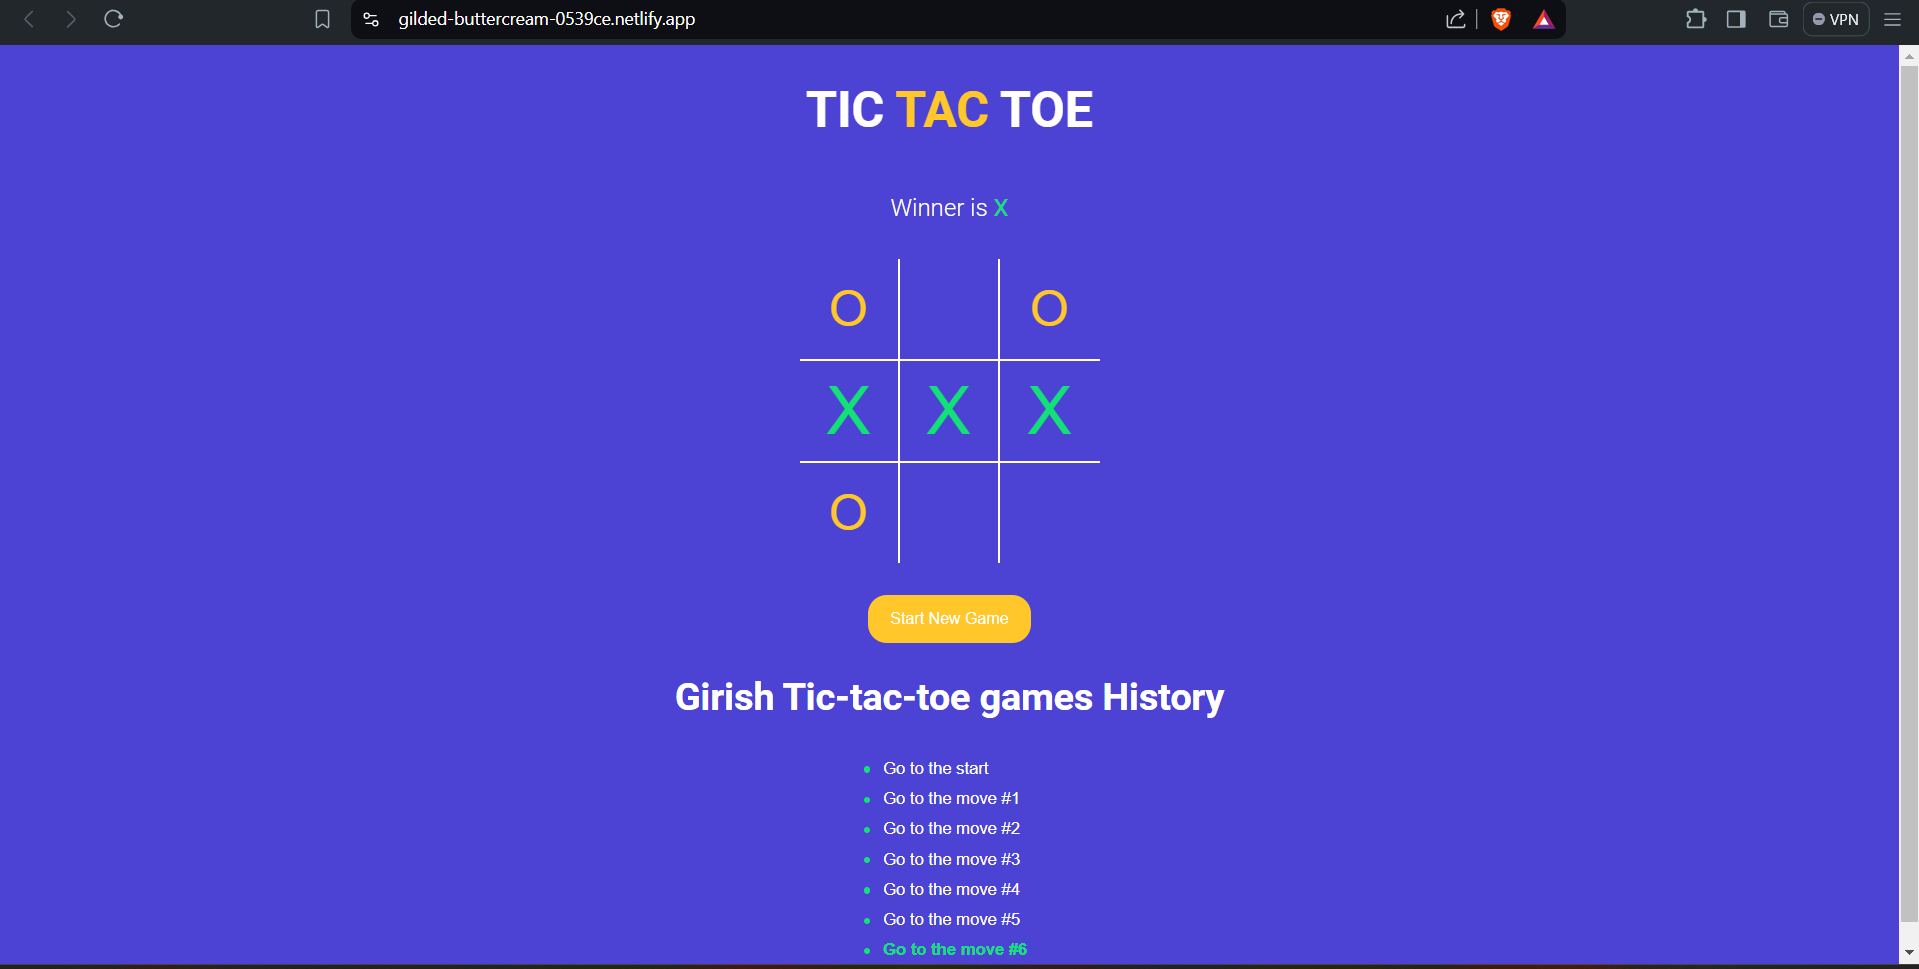 gilded-buttercream-0539ce.netlify.app
VPN
TIC TAC TOE
Winner is X
O O
X X X
O
Start New Game
Girish Tic-tac-toe games History
Go to the start
Go to the move #1
Go to the move #2
Go to the move #3
Go to the move #4
Go to the move #5
Go to the move #6